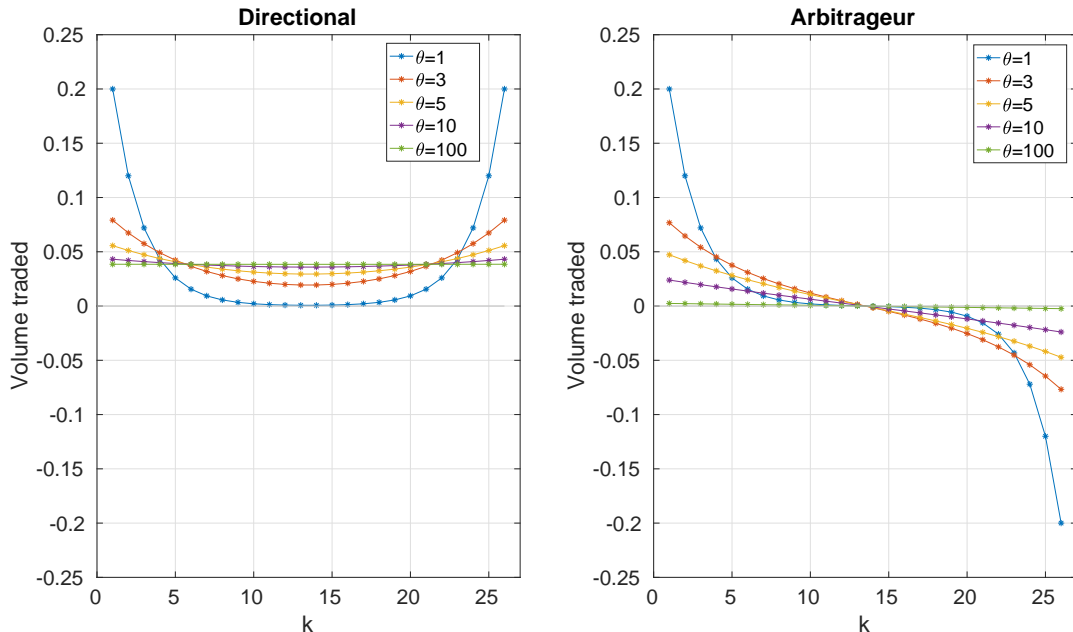 Directional
0.25
0.2
0.15
0.1
0.05
0
-0.05
-0.1
-0.15
-0.2
-0.25
Volume traded
0 5 10 15 20 25
k
θ=1
θ=3
θ=5
θ=10
θ=100
Arbitrageur
0.25
0.2
0.15
0.1
0.05
0
-0.05
-0.1
-0.15
-0.2
-0.25
Volume traded
0 5 10 15 20 25
k
θ=1
θ=3
θ=5
θ=10
θ=100